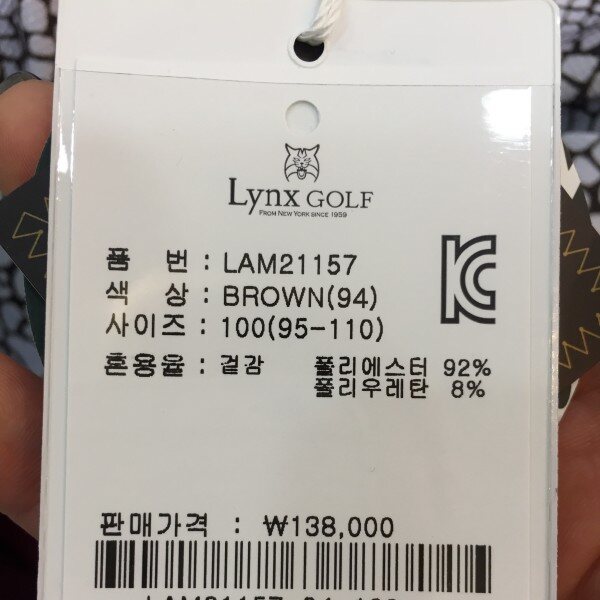 Lynx GOLF
FROM NEW YORK SINCE 1959
품 번 : LAM21157
색 상 : BROWN(94)
사이즈 : 100(95-110)
혼용율 : 겉감 폴리에스터 92%
폴리우레탄 8%
판매가격 : ₩138,000